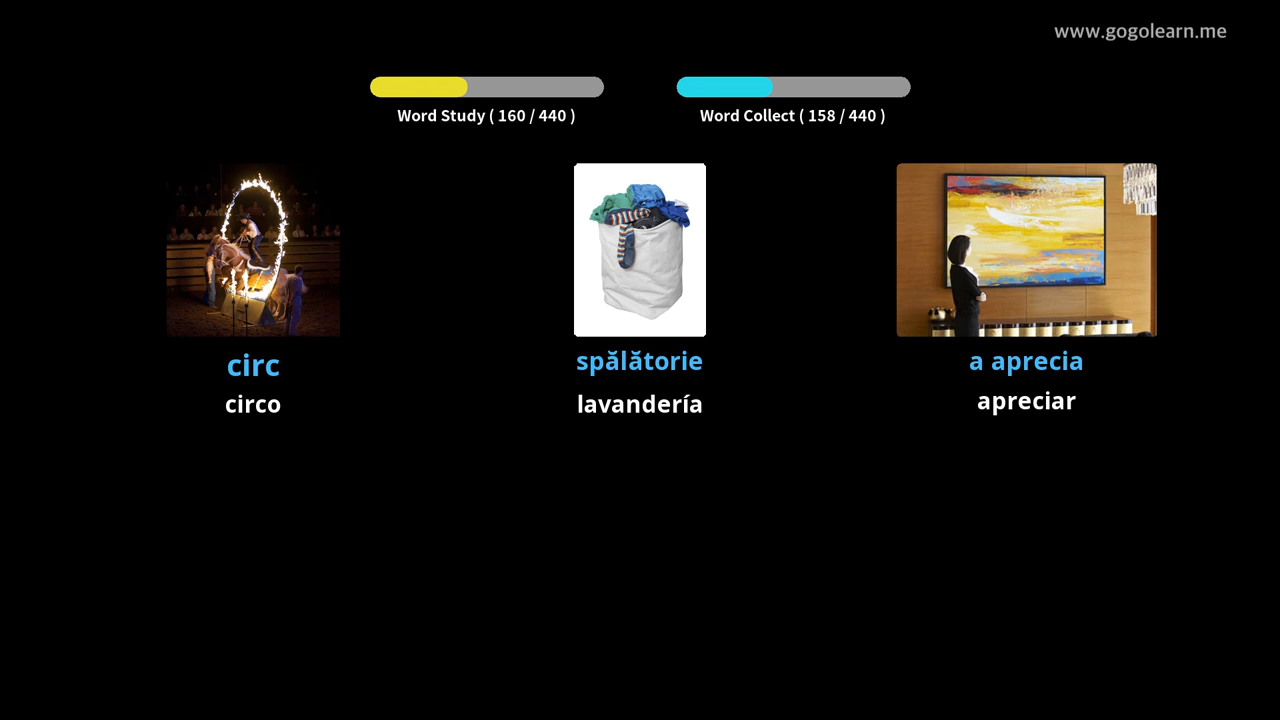 www.gogolearn.me
Word Study ( 160 / 440 )
Word Collect ( 158 / 440 )
circ
circo
spălătorie
lavandería
a aprecia
apreciar